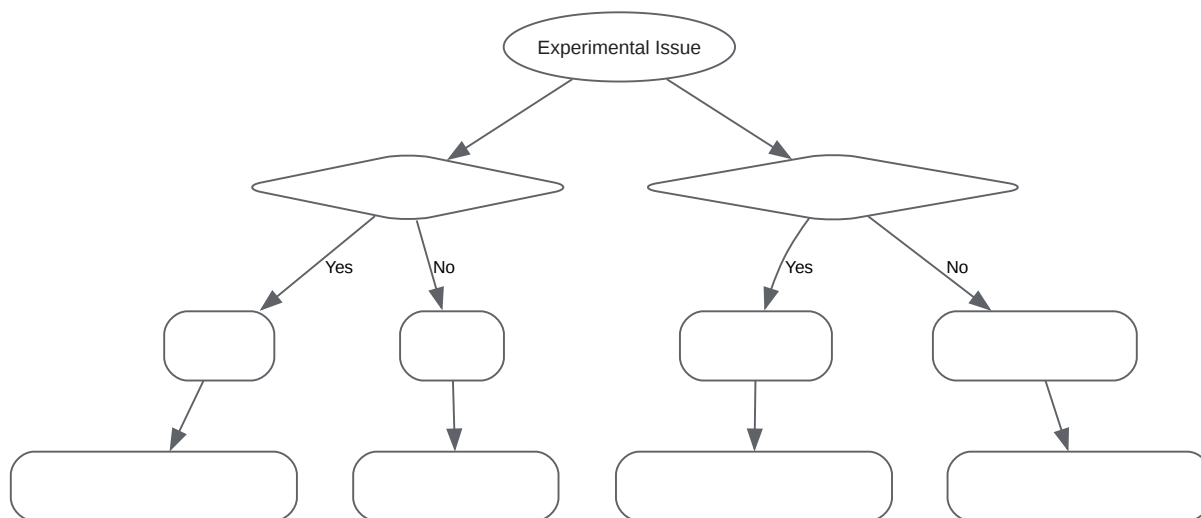 Experimental Issue
Yes
No
Yes
No